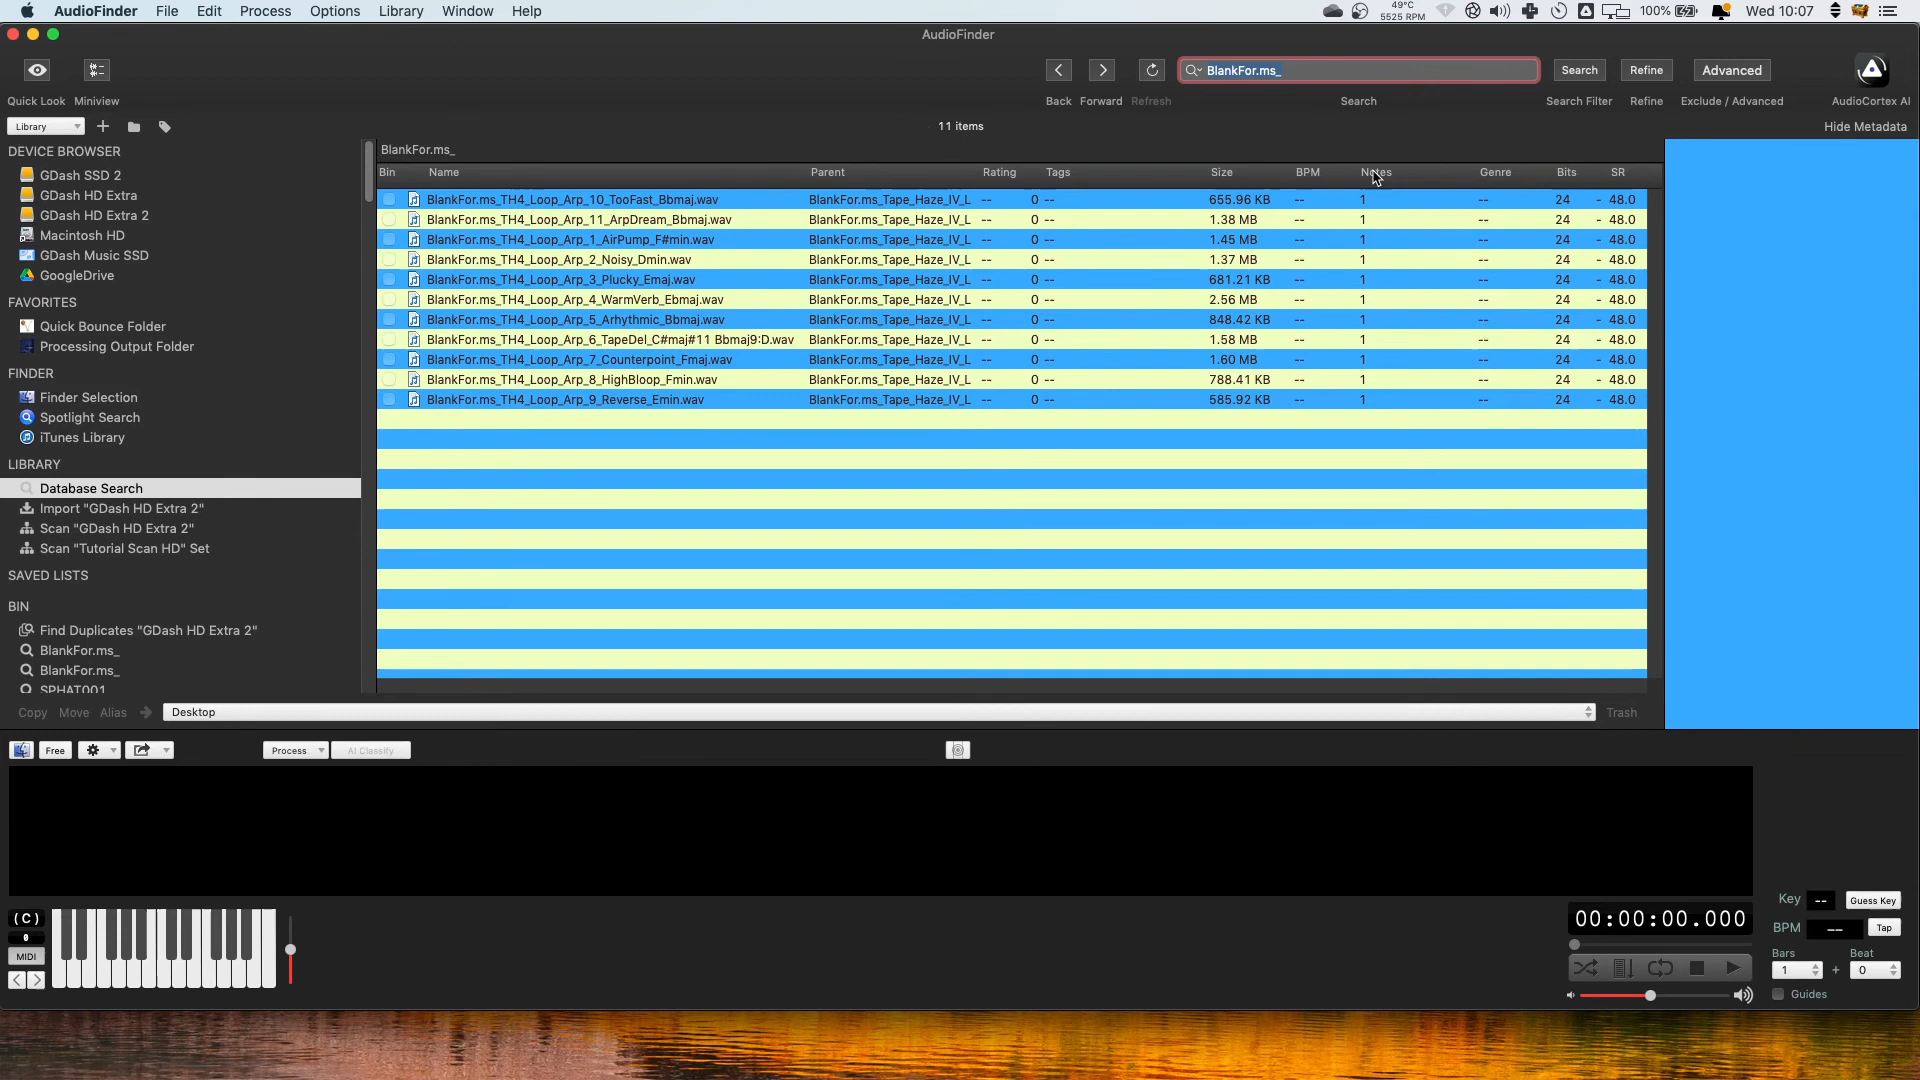 AudioFinder File Edit Process Options Library Window Help 49°C 5525 RPM 100% Wed 10:07
AudioFinder
BlankFor.ms_ Search Refine Advanced
Quick Look Miniview Back Forward Refresh Search Search Filter Refine Exclude / Advanced AudioCortex AI
Library 11 items Hide Metadata
DEVICE BROWSER
GDash SSD 2
GDash HD Extra
GDash HD Extra 2
Macintosh HD
GDash Music SSD
GoogleDrive
FAVORITES
Quick Bounce Folder
Processing Output Folder
FINDER
Finder Selection
Spotlight Search
iTunes Library
LIBRARY
Database Search
Import "GDash HD Extra 2"
Scan "GDash HD Extra 2"
Scan "Tutorial Scan HD" Set
SAVED LISTS
BIN
Find Duplicates "GDash HD Extra 2"
BlankFor.ms_
BlankFor.ms_
SPHAT001
BlankFor.ms_
Bin Name Parent Rating Tags Size BPM Notes Genre Bits SR
BlankFor.ms_TH4_Loop_Arp_10_TooFast_Bbmaj.wav BlankFor.ms_Tape_Haze_IV_L -- 0 -- 655.96 KB -- 1 -- 24 - 48.0
BlankFor.ms_TH4_Loop_Arp_11_ArpDream_Bbmaj.wav BlankFor.ms_Tape_Haze_IV_L -- 0 -- 1.38 MB -- 1 -- 24 - 48.0
BlankFor.ms_TH4_Loop_Arp_1_AirPump_F#min.wav BlankFor.ms_Tape_Haze_IV_L -- 0 -- 1.45 MB -- 1 -- 24 - 48.0
BlankFor.ms_TH4_Loop_Arp_2_Noisy_Dmin.wav BlankFor.ms_Tape_Haze_IV_L -- 0 -- 1.37 MB -- 1 -- 24 - 48.0
BlankFor.ms_TH4_Loop_Arp_3_Plucky_Emaj.wav BlankFor.ms_Tape_Haze_IV_L -- 0 -- 681.21 KB -- 1 -- 24 - 48.0
BlankFor.ms_TH4_Loop_Arp_4_WarmVerb_Ebmaj.wav BlankFor.ms_Tape_Haze_IV_L -- 0 -- 2.56 MB -- 1 -- 24 - 48.0
BlankFor.ms_TH4_Loop_Arp_5_Arhythmic_Bbmaj.wav BlankFor.ms_Tape_Haze_IV_L -- 0 -- 848.42 KB -- 1 -- 24 - 48.0
BlankFor.ms_TH4_Loop_Arp_6_TapeDel_C#maj#11 Bbmaj9:D.wav BlankFor.ms_Tape_Haze_IV_L -- 0 -- 1.58 MB -- 1 -- 24 - 48.0
BlankFor.ms_TH4_Loop_Arp_7_Counterpoint_Fmaj.wav BlankFor.ms_Tape_Haze_IV_L -- 0 -- 1.60 MB -- 1 -- 24 - 48.0
BlankFor.ms_TH4_Loop_Arp_8_HighBloop_Fmin.wav BlankFor.ms_Tape_Haze_IV_L -- 0 -- 788.41 KB -- 1 -- 24 - 48.0
BlankFor.ms_TH4_Loop_Arp_9_Reverse_Emin.wav BlankFor.ms_Tape_Haze_IV_L -- 0 -- 585.92 KB -- 1 -- 24 - 48.0
Copy Move Alias Desktop Trash
Free Process AI Classify
(C)
0
MIDI
00:00:00.000
Key -- Guess Key
BPM -- Tap
Bars Beat
1 + 0
Guides